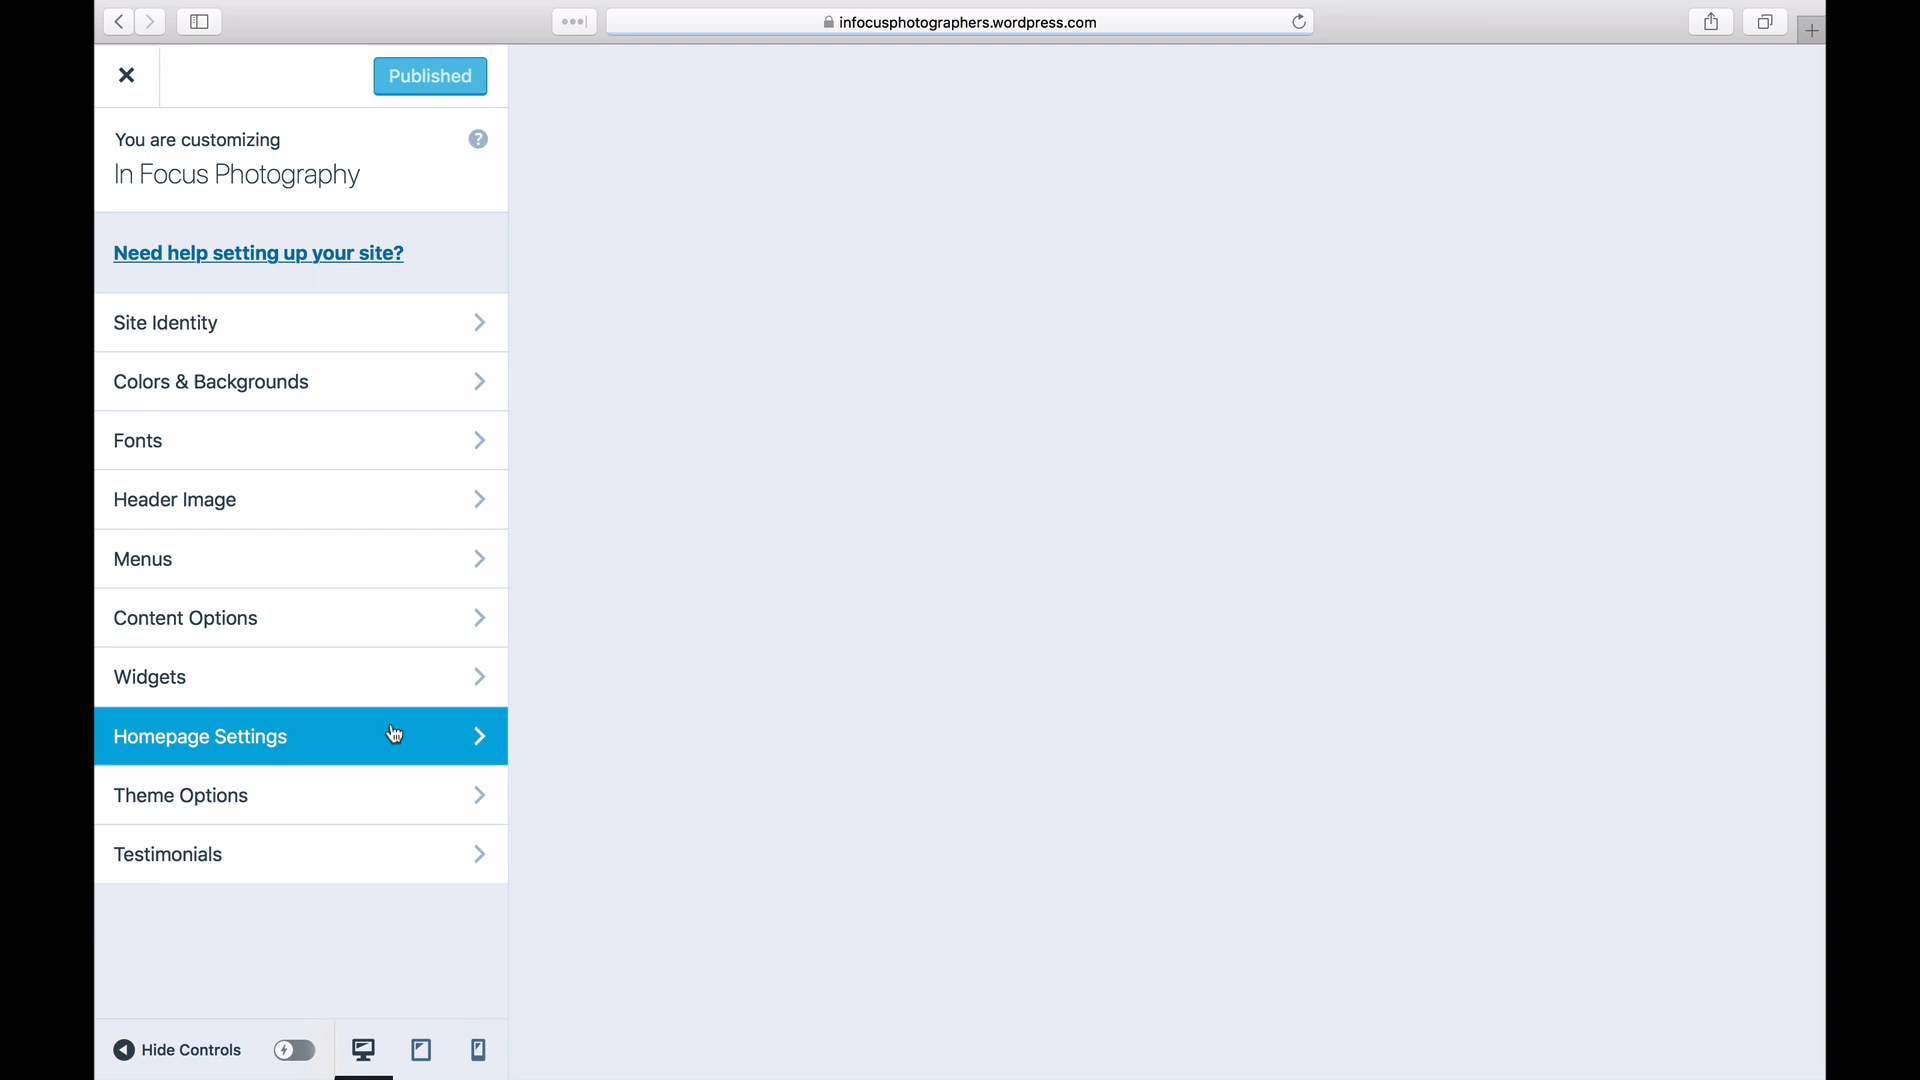 infocusphotographers.wordpress.com
Published
You are customizing
In Focus Photography
Need help setting up your site?
Site Identity
Colors & Backgrounds
Fonts
Header Image
Menus
Content Options
Widgets
Homepage Settings
Theme Options
Testimonials
Hide Controls